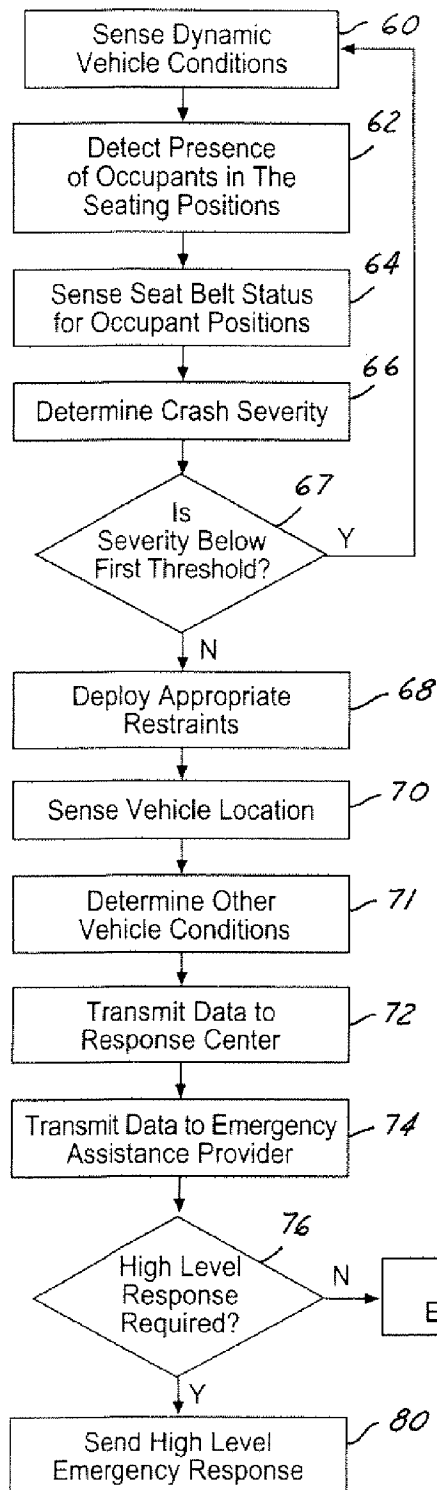 Sense Dynamic
Vehicle Conditions
60
Detect Presence
of Occupants in The
Seating Positions
62
Sense Seat Belt Status
for Occupant Positions
64
Determine Crash Severity
66
Is
Severity Below
First Threshold?
67
Y
N
Deploy Appropriate
Restraints
68
Sense Vehicle Location
70
Determine Other
Vehicle Conditions
71
Transmit Data to
Response Center
72
Transmit Data to Emergency
Assistance Provider
74
High Level
Response
Required?
76
N
E
Y
Send High Level
Emergency Response
80